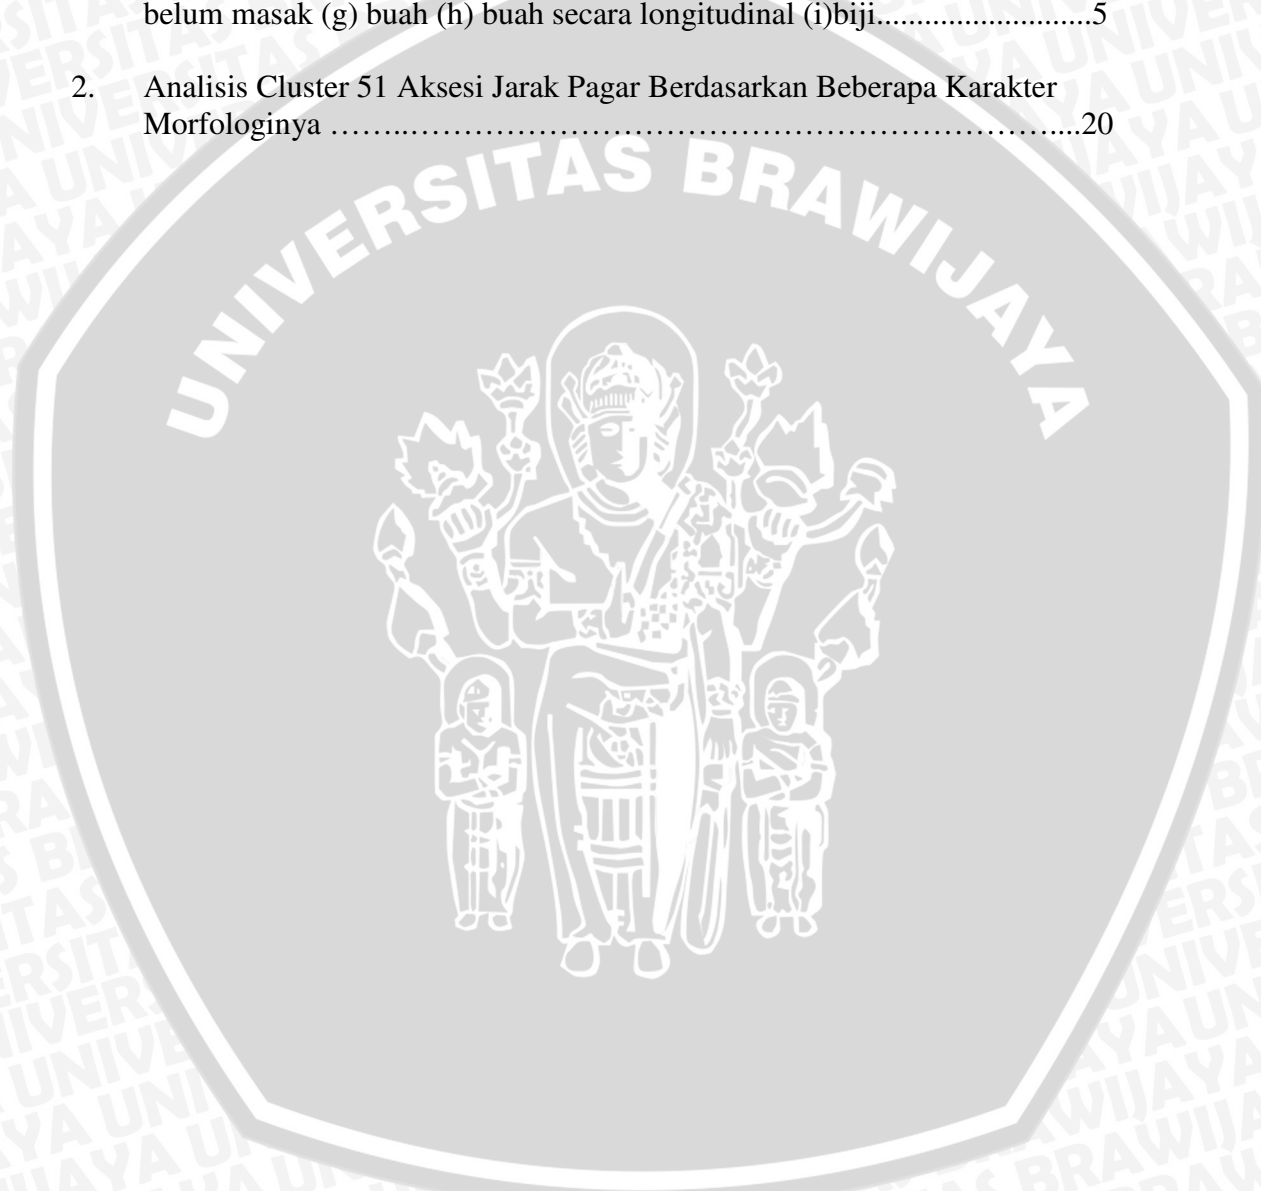 belum masak (g) buah (h) buah secara longitudinal (i)biji..........................5
2. Analisis Cluster 51 Aksesi Jarak Pagar Berdasarkan Beberapa Karakter
Morfologinya ……..………………………………………………………………....20
UNIVERSITAS BRAWIJAYA